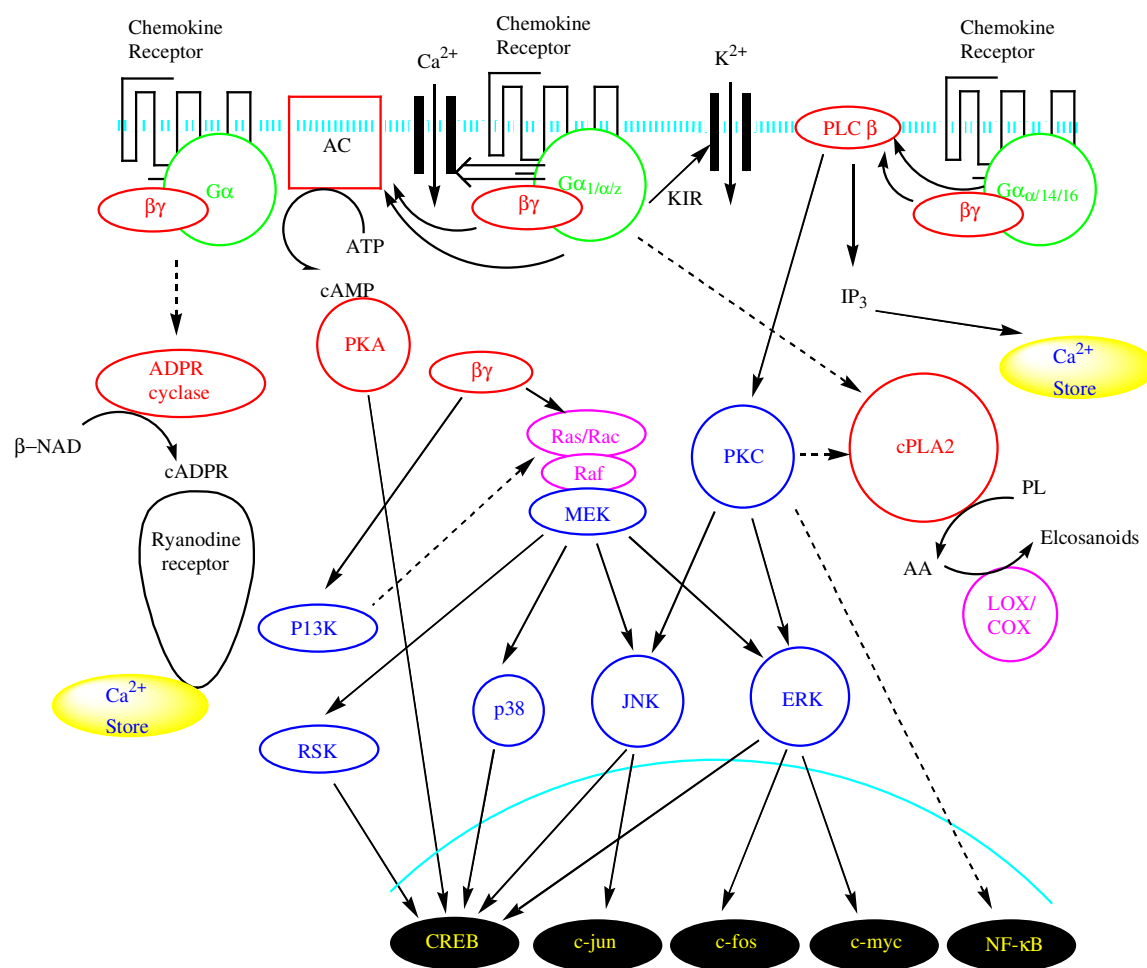 Chemokine
Receptor
Ca²⁺
Chemokine
Receptor
K²⁺
Chemokine
Receptor
AC
PLC β
Gα
βγ
Gα₁/α/z
βγ
KIR
Gα α/14/16
βγ
ATP
cAMP
IP₃
PKA
ADPR
cyclase
βγ
Ca²⁺
Store
β–NAD
cADPR
Ras/Rac
Raf
MEK
PKC
cPLA2
PL
Ryanodine
receptor
AA
Elcosanoids
LOX/
COX
P13K
Ca²⁺
Store
RSK
p38
JNK
ERK
CREB
c-jun
c-fos
c-myc
NF-κB